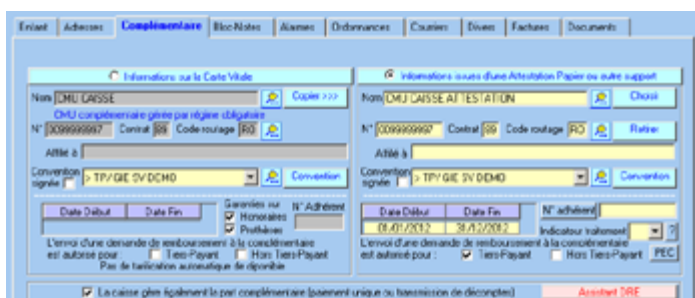 Enfant Adresses Complémentaire Bloc-Notes Alarmes Ordonnances Courriers Divers Factures Documents
Informations sur la Carte Vitale
Informations issues d'une Attestation Papier ou autre support
Nom CMU CAISSE Copier >>>
Nom CMU CAISSE ATTESTATION Choisir
CMU complémentaire gérée par régime obligatoire
N° 0099999997 Contrat 89 Code routage RO
N° 0099999997 Contrat 89 Code routage RO Retirer
Affilié à
Affilié à
Convention signée > TP/ GIE SV DEMO Convention
Convention signée > TP/ GIE SV DEMO Convention
Date Début Date Fin
Garanties sur N° Adhérent
Honoraires
Prothèses
Date Début Date Fin N° adhérent
01/01/2012 31/12/2012 Indicateur traitement ?
L'envoi d'une demande de remboursement à la complémentaire
est autorisé pour : Tiers-Payant Hors Tiers-Payant
Pas de tarification automatique de disponible
L'envoi d'une demande de remboursement à la complémentaire
est autorisé pour : Tiers-Payant Hors Tiers-Payant PEC
La caisse gère également la part complémentaire (paiement unique ou transmission de décomptes) Assistant DRE